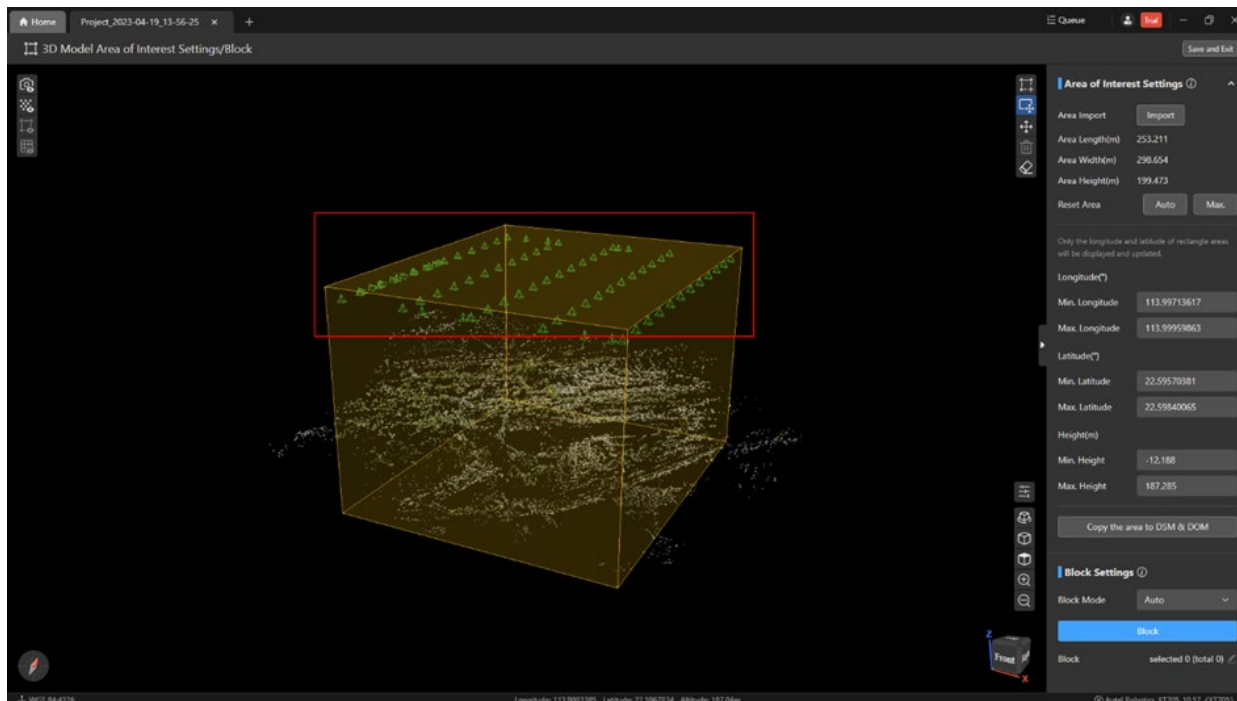 Home
Project_2023-04-19_13-56-25
Queue
Trial
3D Model Area of Interest Settings/Block
Save and Exit
Area of Interest Settings
Area Import Import
Area Length(m) 253.211
Area Width(m) 298.654
Area Height(m) 199.473
Reset Area Auto Max.
Only the longitude and latitude of rectangle areas
will be displayed and updated.
Longitude(°)
Min. Longitude 113.99713617
Max. Longitude 113.99959863
Latitude(°)
Min. Latitude 22.59570381
Max. Latitude 22.59840065
Height(m)
Min. Height -12.188
Max. Height 187.285
Copy the area to DSM & DOM
Block Settings
Block Mode Auto
Block
Block selected 0 (total 0)
Z
Front
X
WGS 84:4326